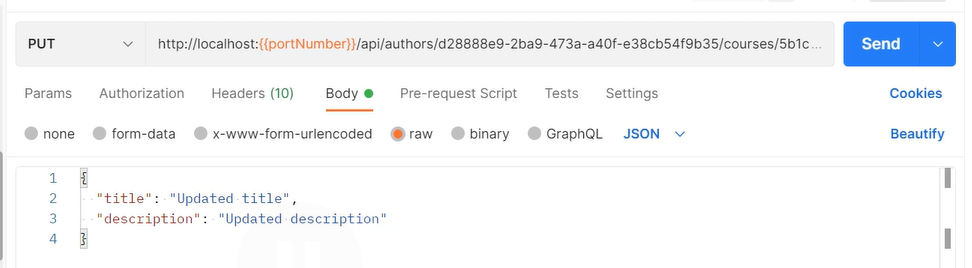 PUT http://localhost:{{portNumber}}/api/authors/d28888e9-2ba9-473a-a40f-e38cb54f9b35/courses/5b1c... Send
Params Authorization Headers (10) Body Pre-request Script Tests Settings Cookies
none form-data x-www-form-urlencoded raw binary GraphQL JSON Beautify
1 {
2 "title": "Updated title",
3 "description": "Updated description"
4 }